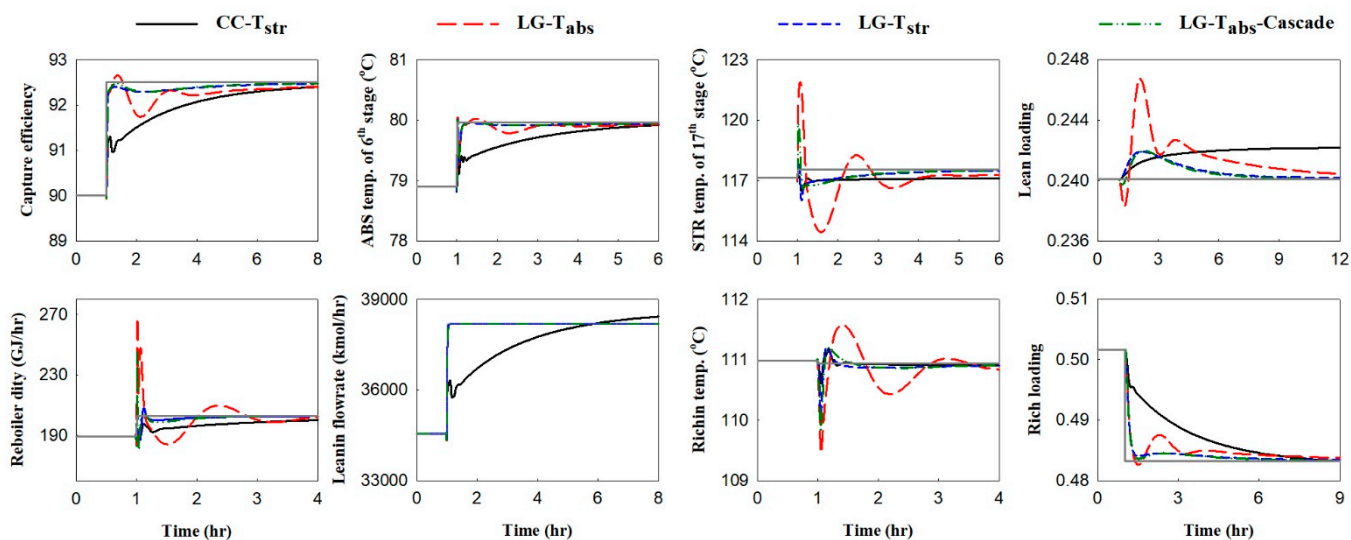 CC-Tstr LG-Tabs LG-Tstr LG-Tabs-Cascade
Capture efficiency
93
92
91
90
89
0 2 4 6 8
ABS temp. of 6th stage (°C)
81
80
79
78
0 1 2 3 4 5 6
STR temp. of 17th stage (°C)
123
120
117
114
0 1 2 3 4 5 6
Lean loading
0.248
0.244
0.240
0.236
0 3 6 9 12
Reboiler dity (GJ/hr)
270
230
190
0 1 2 3 4
Time (hr)
Leanin flowrate (kmol/hr)
39000
36000
33000
0 2 4 6 8
Time (hr)
Richin temp. (°C)
112
111
110
109
0 1 2 3 4
Time (hr)
Rich loading
0.51
0.50
0.49
0.48
0 3 6 9
Time (hr)